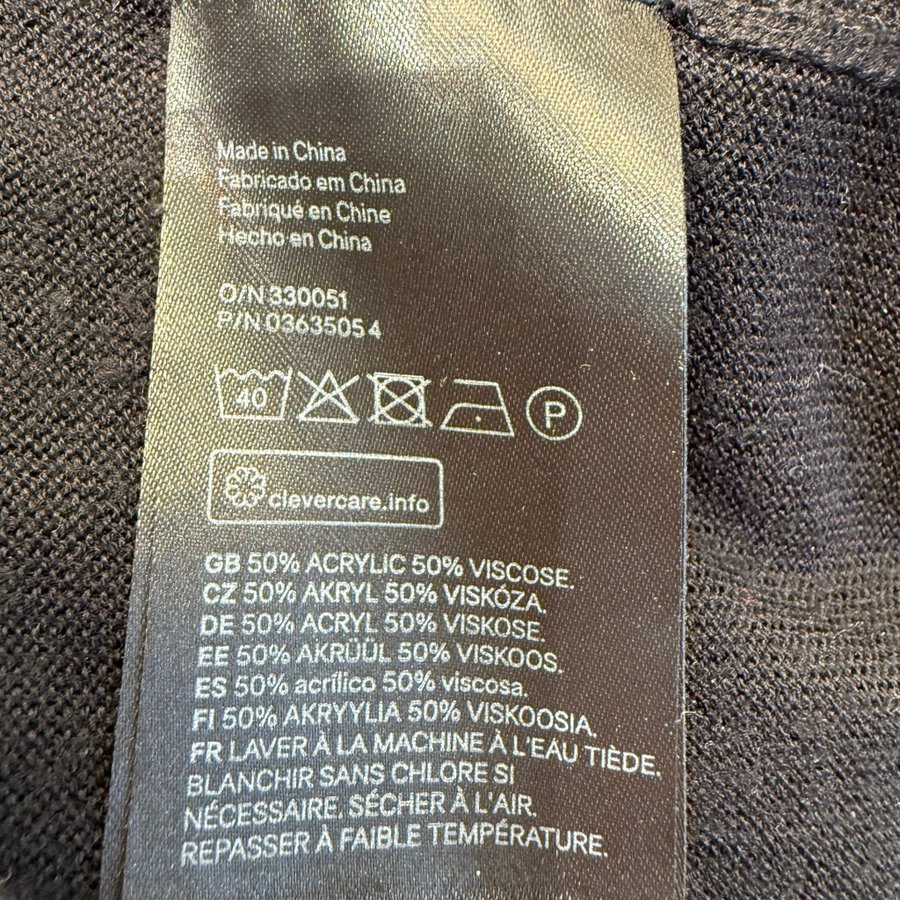 Made in China
Fabricado em China
Fabriqué en Chine
Hecho en China
O/N 330051
P/N 0363505 4
40
P
clevercare.info
GB 50% ACRYLIC 50% VISCOSE.
CZ 50% AKRYL 50% VISKÓZA.
DE 50% ACRYL 50% VISKOSE.
EE 50% AKRÜÜL 50% VISKOOS.
ES 50% acrílico 50% viscosa.
FI 50% AKRYYLIA 50% VISKOOSIA.
FR LAVER À LA MACHINE À L'EAU TIÈDE.
BLANCHIR SANS CHLORE SI
NÉCESSAIRE. SÉCHER À L'AIR.
REPASSER À FAIBLE TEMPÉRATURE.